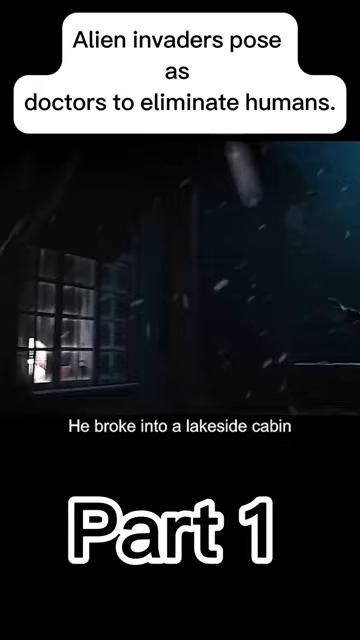 Alien invaders pose
as
doctors to eliminate humans.
He broke into a lakeside cabin
Part 1